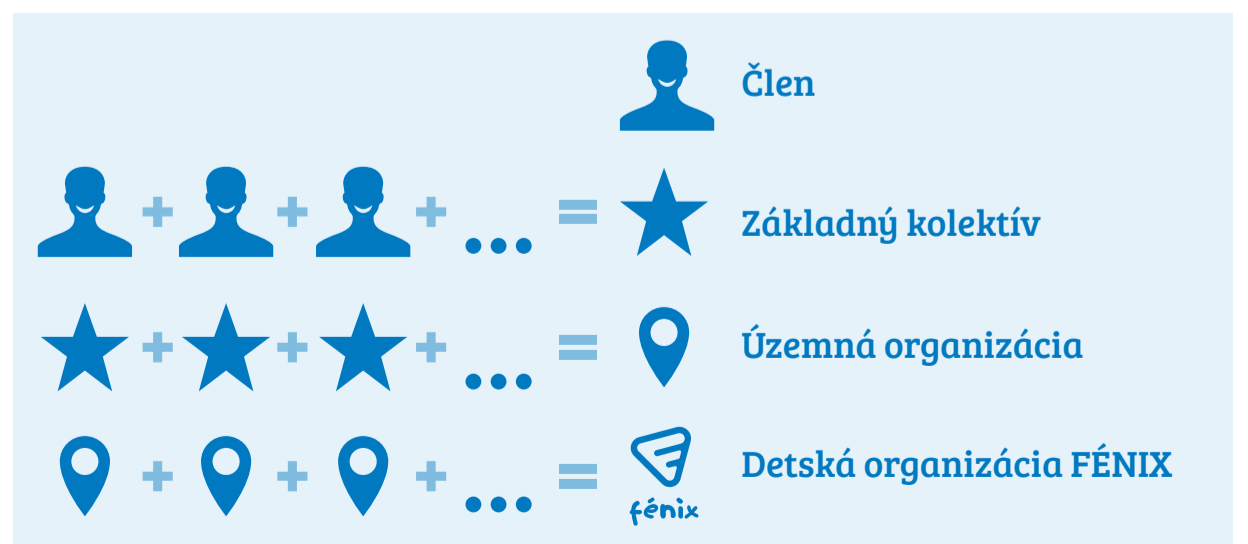 Člen
Základný kolektív
Územná organizácia
Detská organizácia FÉNIX
fénix